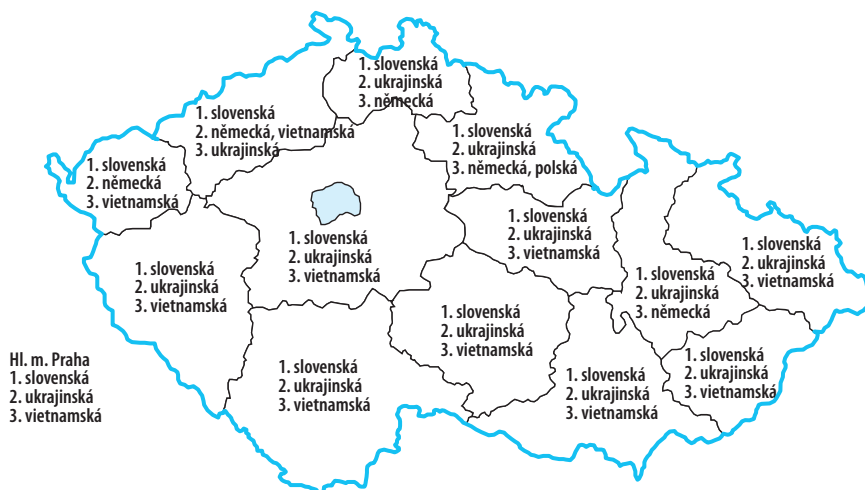 1. slovenská
2. ukrajinská
3. německá
1. slovenská
2. německá, vietnamská
3. ukrajinská
1. slovenská
2. ukrajinská
3. německá, polská
1. slovenská
2. německá
3. vietnamská
1. slovenská
2. ukrajinská
3. vietnamská
1. slovenská
2. ukrajinská
3. vietnamská
1. slovenská
2. ukrajinská
3. vietnamská
1. slovenská
2. ukrajinská
3. vietnamská
1. slovenská
2. ukrajinská
3. německá
1. slovenská
2. ukrajinská
3. vietnamská
Hl. m. Praha
1. slovenská
2. ukrajinská
3. vietnamská
1. slovenská
2. ukrajinská
3. vietnamská
1. slovenská
2. ukrajinská
3. vietnamská
1. slovenská
2. ukrajinská
3. vietnamská